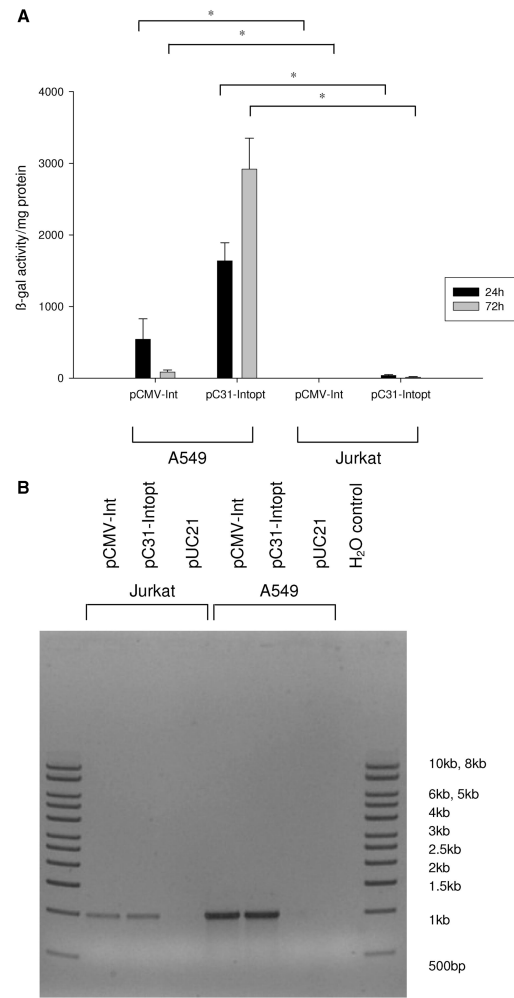 A
*
*
*
*
4000
3000
2000
1000
0
ß-gal activity/mg protein
24h
72h
pCMV-Int pC31-Intopt pCMV-Int pC31-Intopt
A549 Jurkat
B
pCMV-Int
pC31-Intopt
pUC21
pCMV-Int
pC31-Intopt
pUC21
H₂O control
Jurkat A549
10kb, 8kb
6kb, 5kb
4kb
3kb
2.5kb
2kb
1.5kb
1kb
500bp